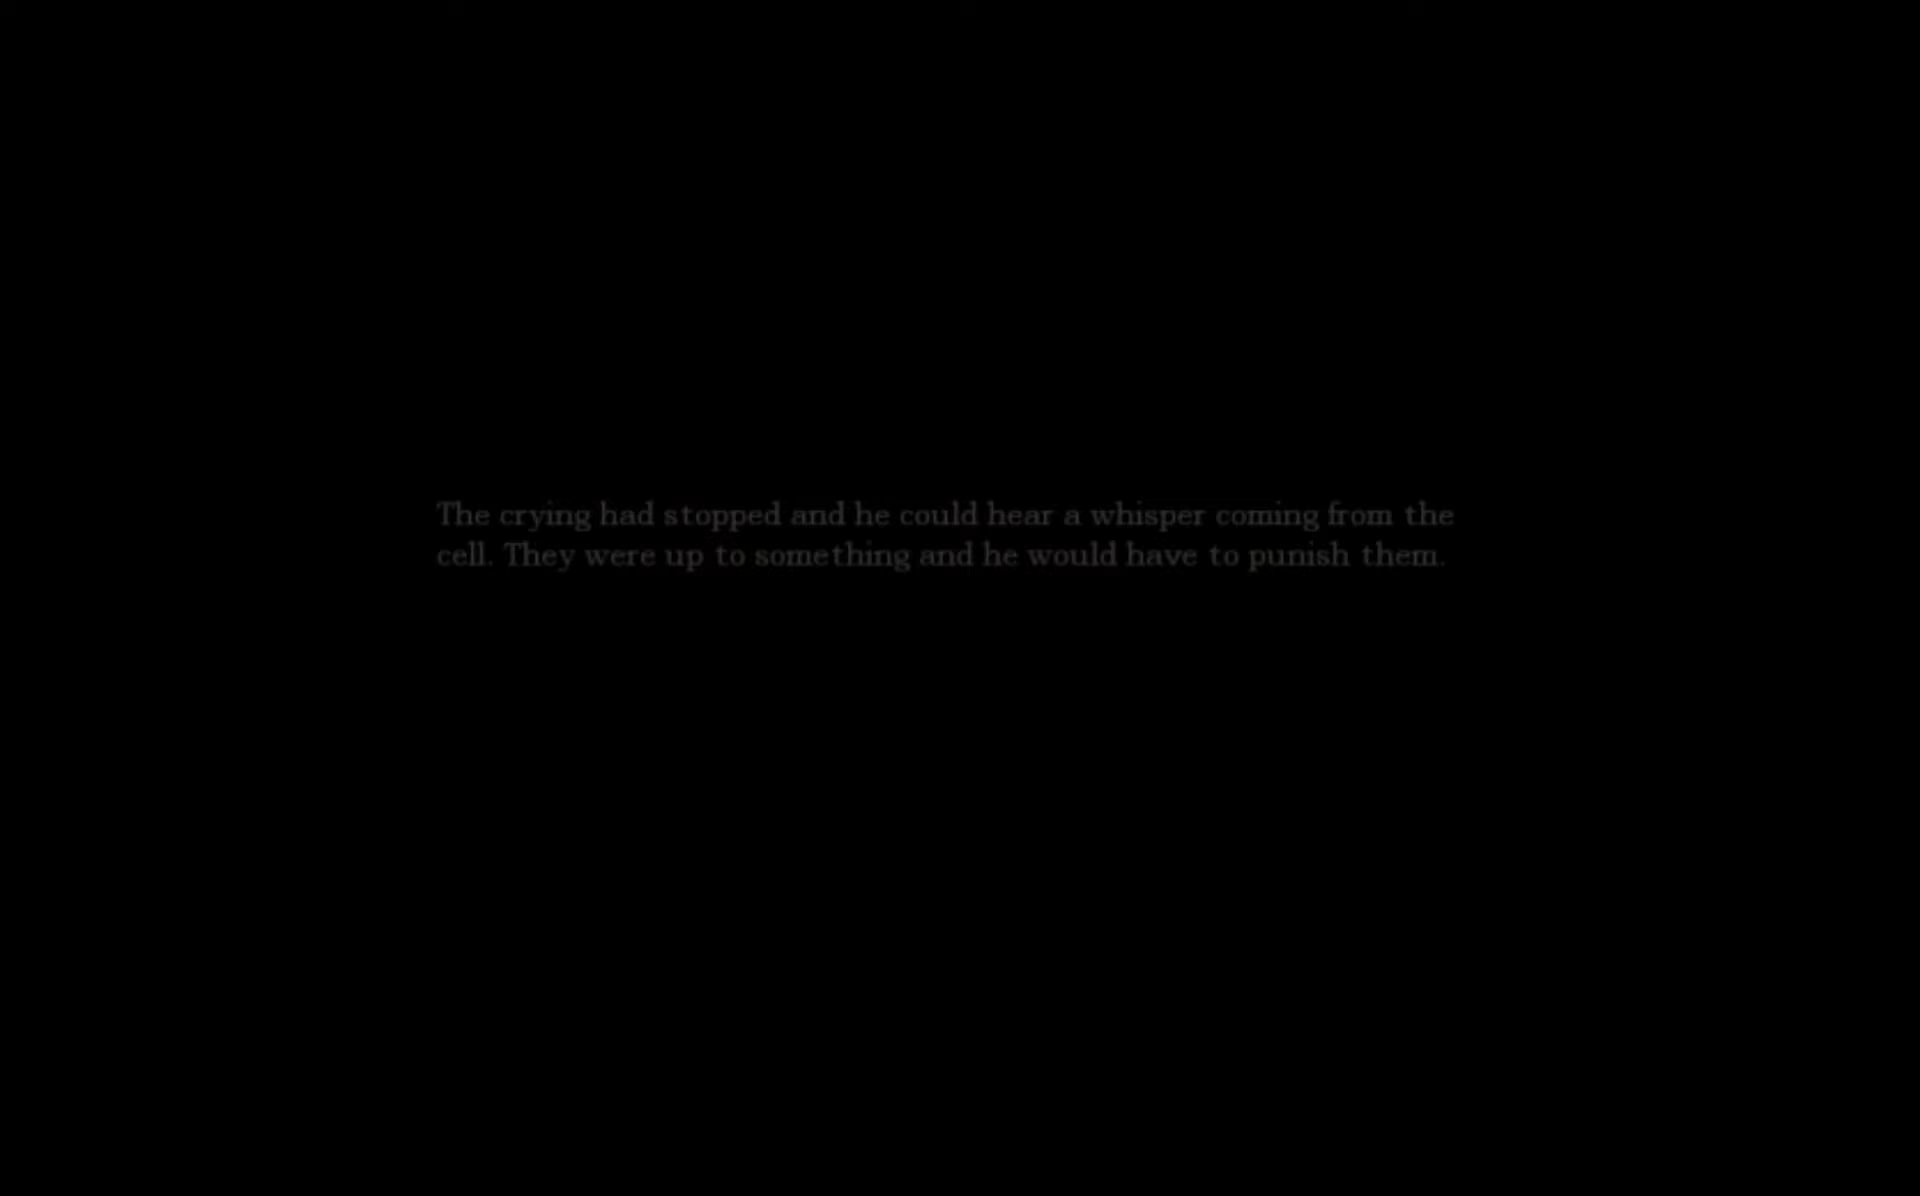 The crying had stopped and he could hear a whisper coming from the
cell. They were up to something and he would have to punish them.